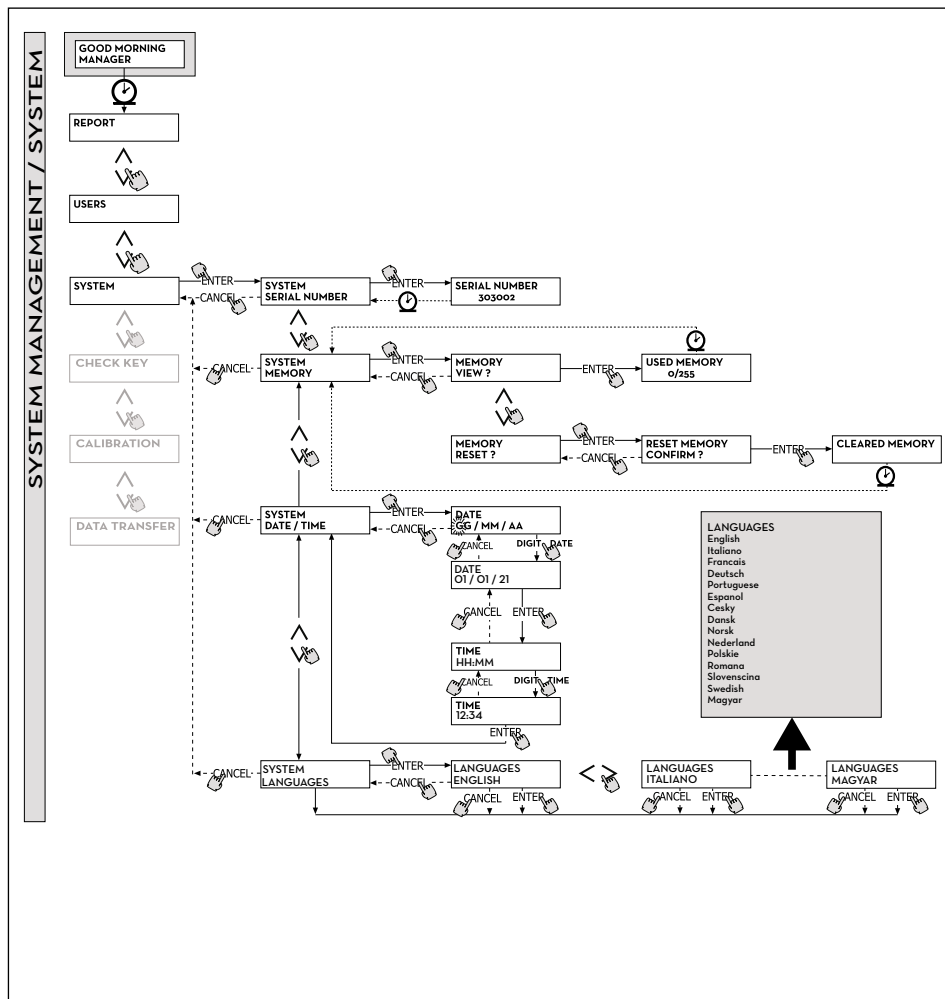 SYSTEM MANAGEMENT / SYSTEM
GOOD MORNING
MANAGER
REPORT
USERS
SYSTEM
ENTER
CANCEL
SYSTEM
SERIAL NUMBER
ENTER
SERIAL NUMBER
303002
CHECK KEY
CANCEL
SYSTEM
MEMORY
ENTER
CANCEL
MEMORY
VIEW ?
ENTER
USED MEMORY
0/255
CALIBRATION
MEMORY
RESET ?
ENTER
CANCEL
RESET MEMORY
CONFIRM ?
ENTER
CLEARED MEMORY
DATA TRANSFER
CANCEL
SYSTEM
DATE / TIME
ENTER
CANCEL
DATE
GG / MM / AA
CANCEL
DIGIT DATE
DATE
01 / 01 / 21
CANCEL
ENTER
TIME
HH:MM
CANCEL
DIGIT TIME
TIME
12:34
ENTER
LANGUAGES
English
Italiano
Francais
Deutsch
Portuguese
Espanol
Cesky
Dansk
Norsk
Nederland
Polskie
Romana
Slovenscina
Swedish
Magyar
CANCEL
SYSTEM
LANGUAGES
ENTER
CANCEL
LANGUAGES
ENGLISH
CANCEL
ENTER
LANGUAGES
ITALIANO
CANCEL
ENTER
LANGUAGES
MAGYAR
CANCEL
ENTER